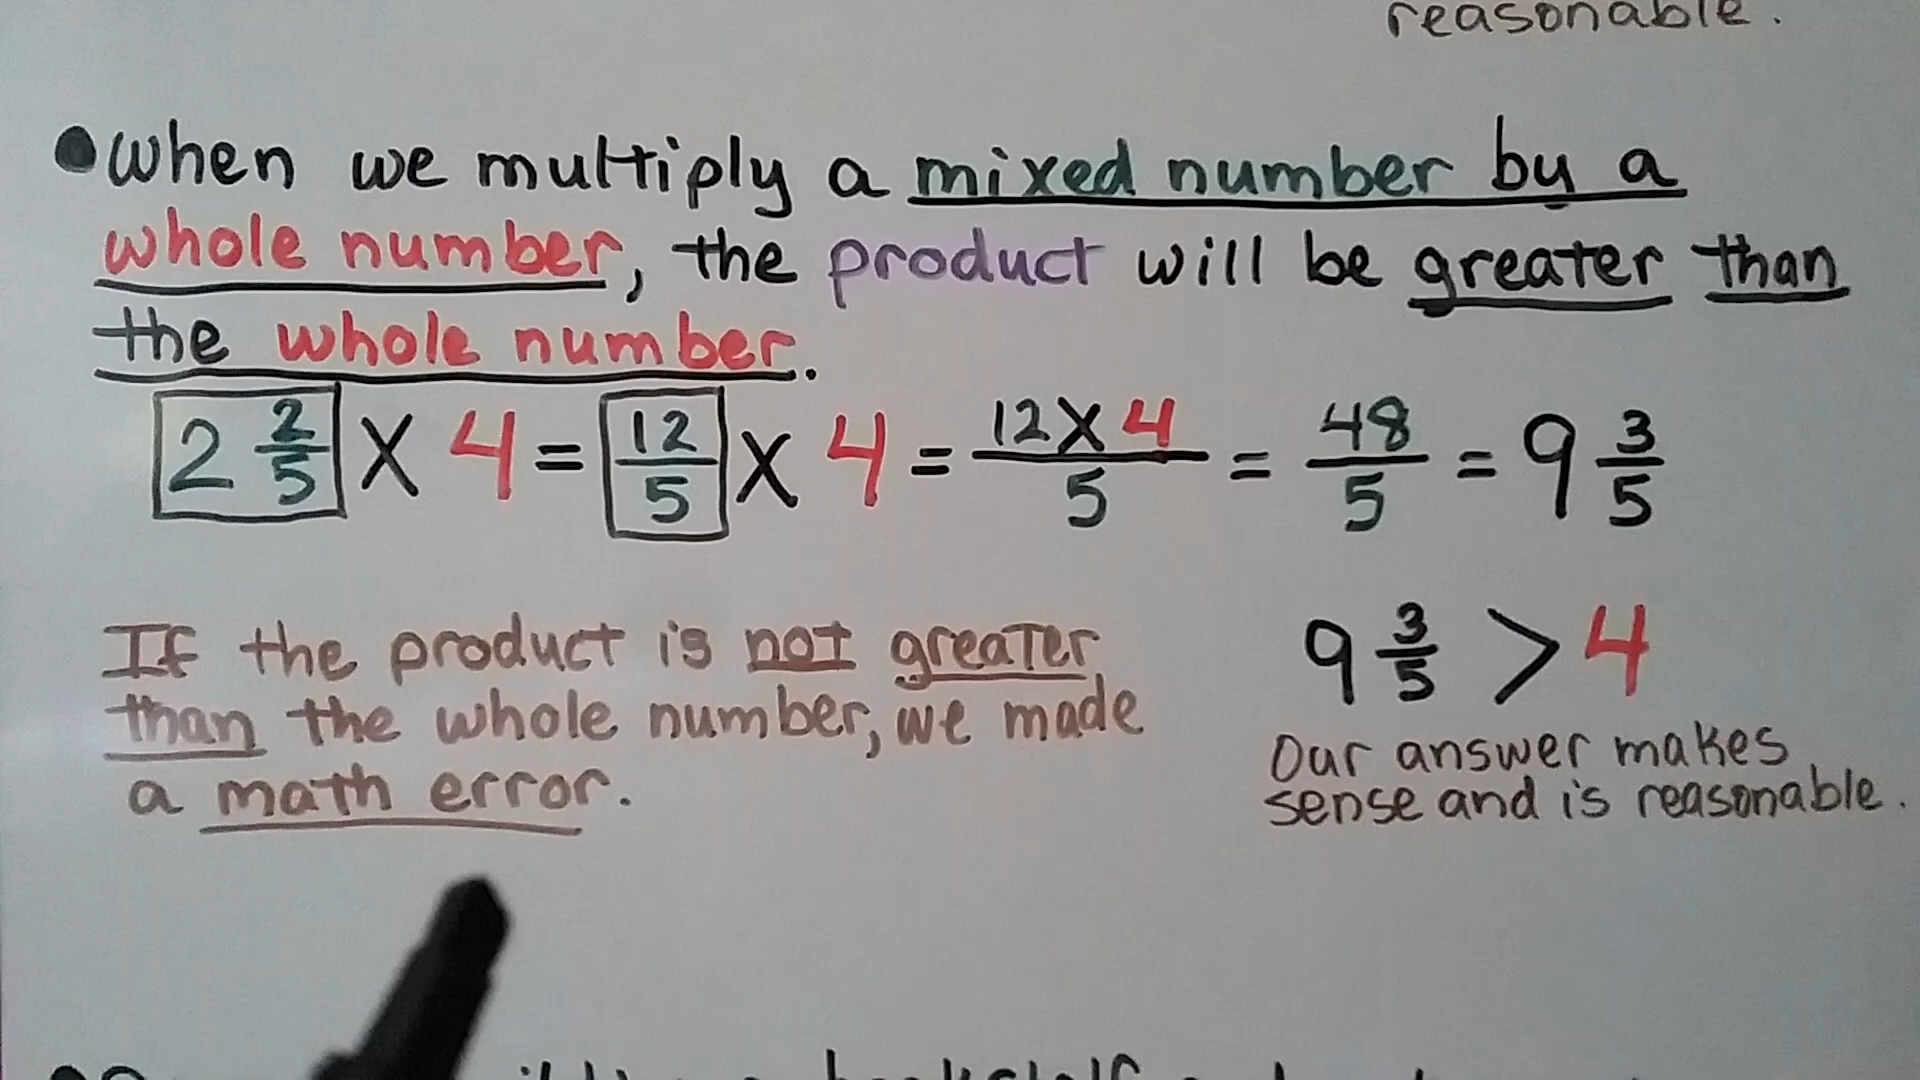 reasonable.
•When we multiply a mixed number by a
whole number, the product will be greater than
the whole number.
2 2/5 X 4 = 12/5 X 4 = 12X4/5 = 48/5 = 9 3/5
If the product is not greater
than the whole number, we made
a math error.
9 3/5 > 4
Our answer makes
sense and is reasonable.